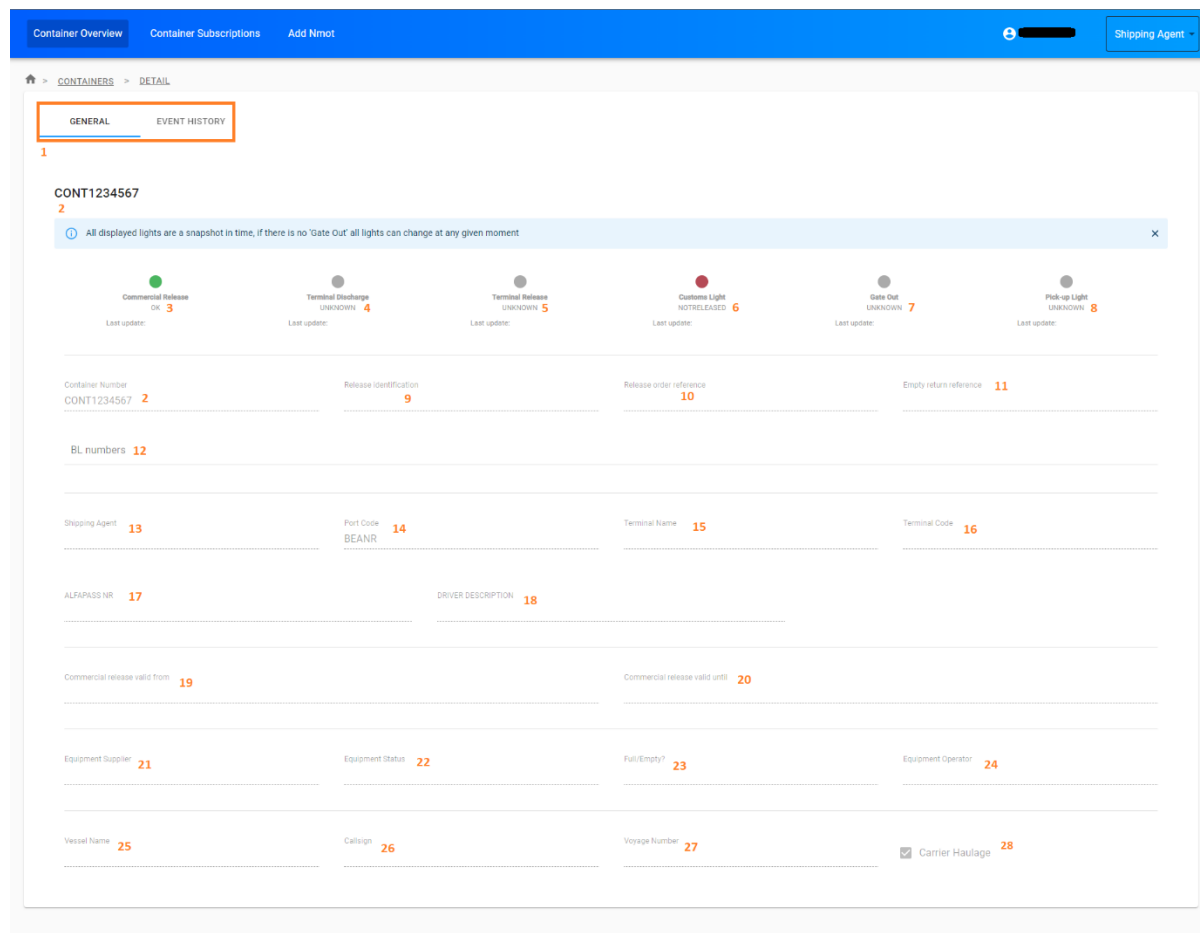 Container Overview Container Subscriptions Add Nmot Shipping Agent
> CONTAINERS > DETAIL
GENERAL EVENT HISTORY
1
CONT1234567
2
All displayed lights are a snapshot in time, if there is no 'Gate Out' all lights can change at any given moment ×
Commercial Release Terminal Discharge Terminal Release Customs Light Gate Out Pick-up Light
OK 3 UNKNOWN 4 UNKNOWN 5 NOTRELEASED 6 UNKNOWN 7 UNKNOWN 8
Last update: Last update: Last update: Last update: Last update: Last update:
Container Number Release identification Release order reference Empty return reference 11
CONT1234567 2 9 10
BL numbers 12
Shipping Agent 13 Port Code 14 Terminal Name 15 Terminal Code 16
BEANR
ALFAPASS NR 17 DRIVER DESCRIPTION 18
Commercial release valid from 19 Commercial release valid until 20
Equipment Supplier 21 Equipment Status 22 Full/Empty? 23 Equipment Operator 24
Vessel Name 25 Callsign 26 Voyage Number 27 Carrier Haulage 28